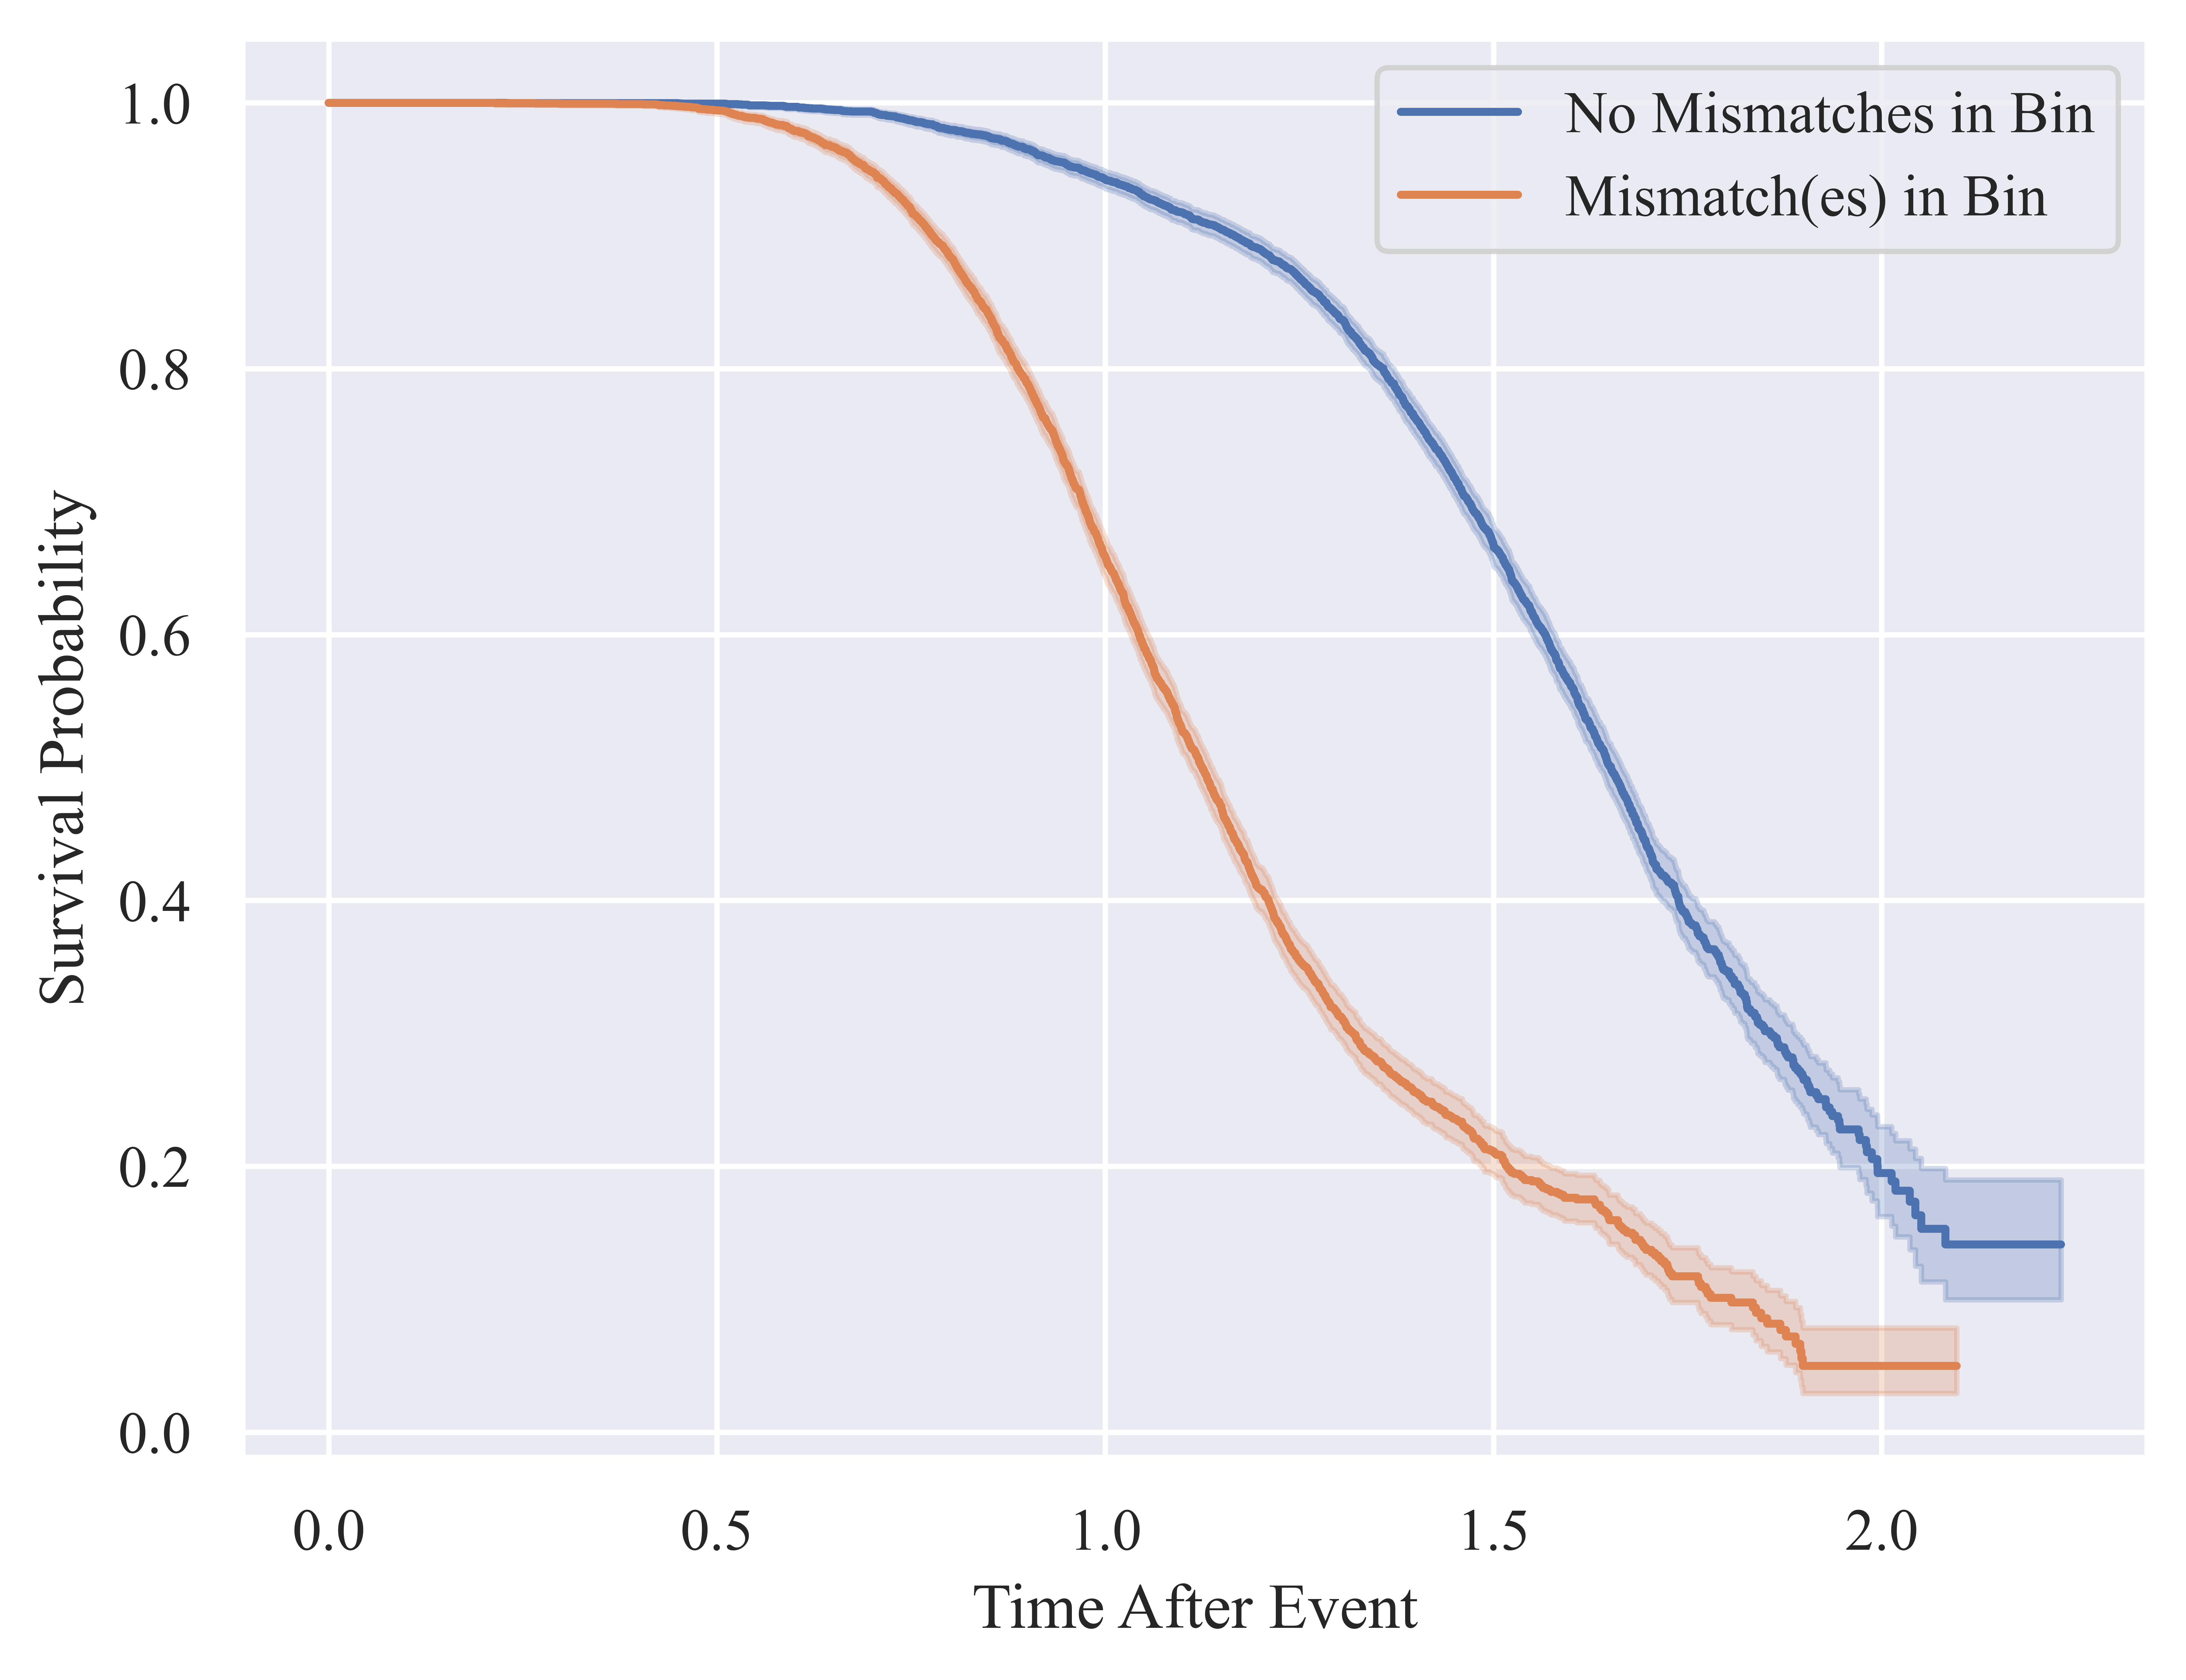 No Mismatches in Bin
Mismatch(es) in Bin
1.0
0.8
0.6
0.4
0.2
0.0
Survival Probability
0.0 0.5 1.0 1.5 2.0
Time After Event